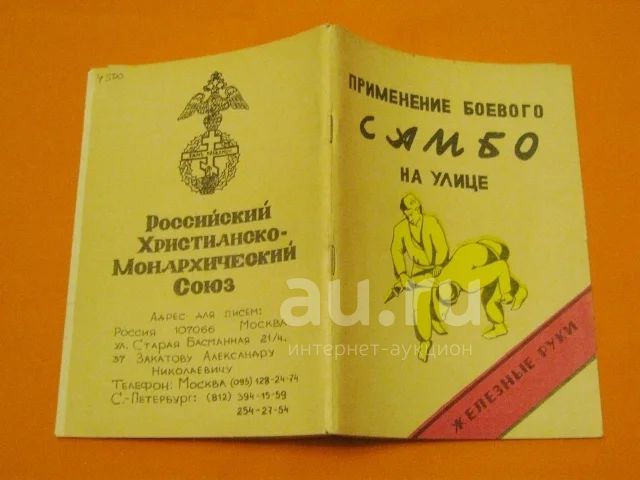 4500
Российский
Христианско-
Монархический
Союз
Адрес для писем:
Россия 107066 Москва
ул. Старая Басманная 21/4,
37 Закатову Александру
Николаевичу
Телефон: Москва (095) 128-24-74
С.-Петербург: (812) 394-15-59
254-27-54
ПРИМЕНЕНИЕ БОЕВОГО
САМБО
НА УЛИЦЕ
ЖЕЛЕЗНЫЕ РУКИ
au.ru
интернет-аукцион